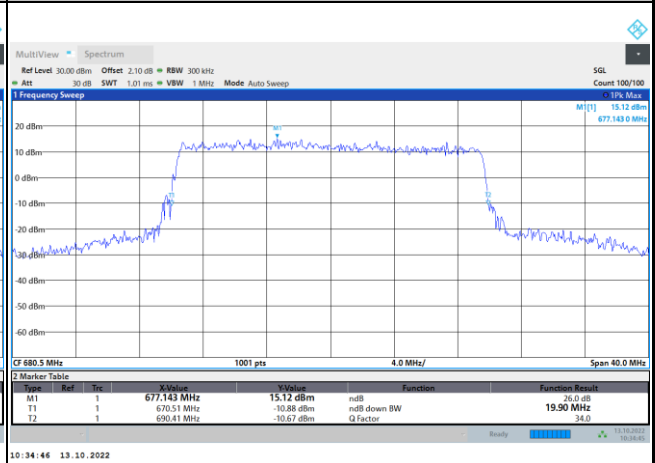 MultiView Spectrum
Ref Level 30.00 dBm Offset 2.10 dB RBW 300 kHz SGL
Att 30 dB SWT 1.01 ms VBW 1 MHz Mode Auto Sweep Count 100/100
1 Frequency Sweep 1Pk Max
M1[1] 15.12 dBm
677.143 0 MHz
20 dBm
M1
10 dBm
0 dBm
T1 T2
-10 dBm
-20 dBm
-30 dBm
-40 dBm
-50 dBm
-60 dBm
CF 680.5 MHz 1001 pts 4.0 MHz/ Span 40.0 MHz
2 Marker Table
Type Ref Trc X-Value Y-Value Function Function Result
M1 1 677.143 MHz 15.12 dBm ndB 26.0 dB
T1 1 670.51 MHz -10.88 dBm ndB down BW 19.90 MHz
T2 1 690.41 MHz -10.67 dBm Q Factor 34.0
Ready 13.10.2022
10:34:45
10:34:46 13.10.2022